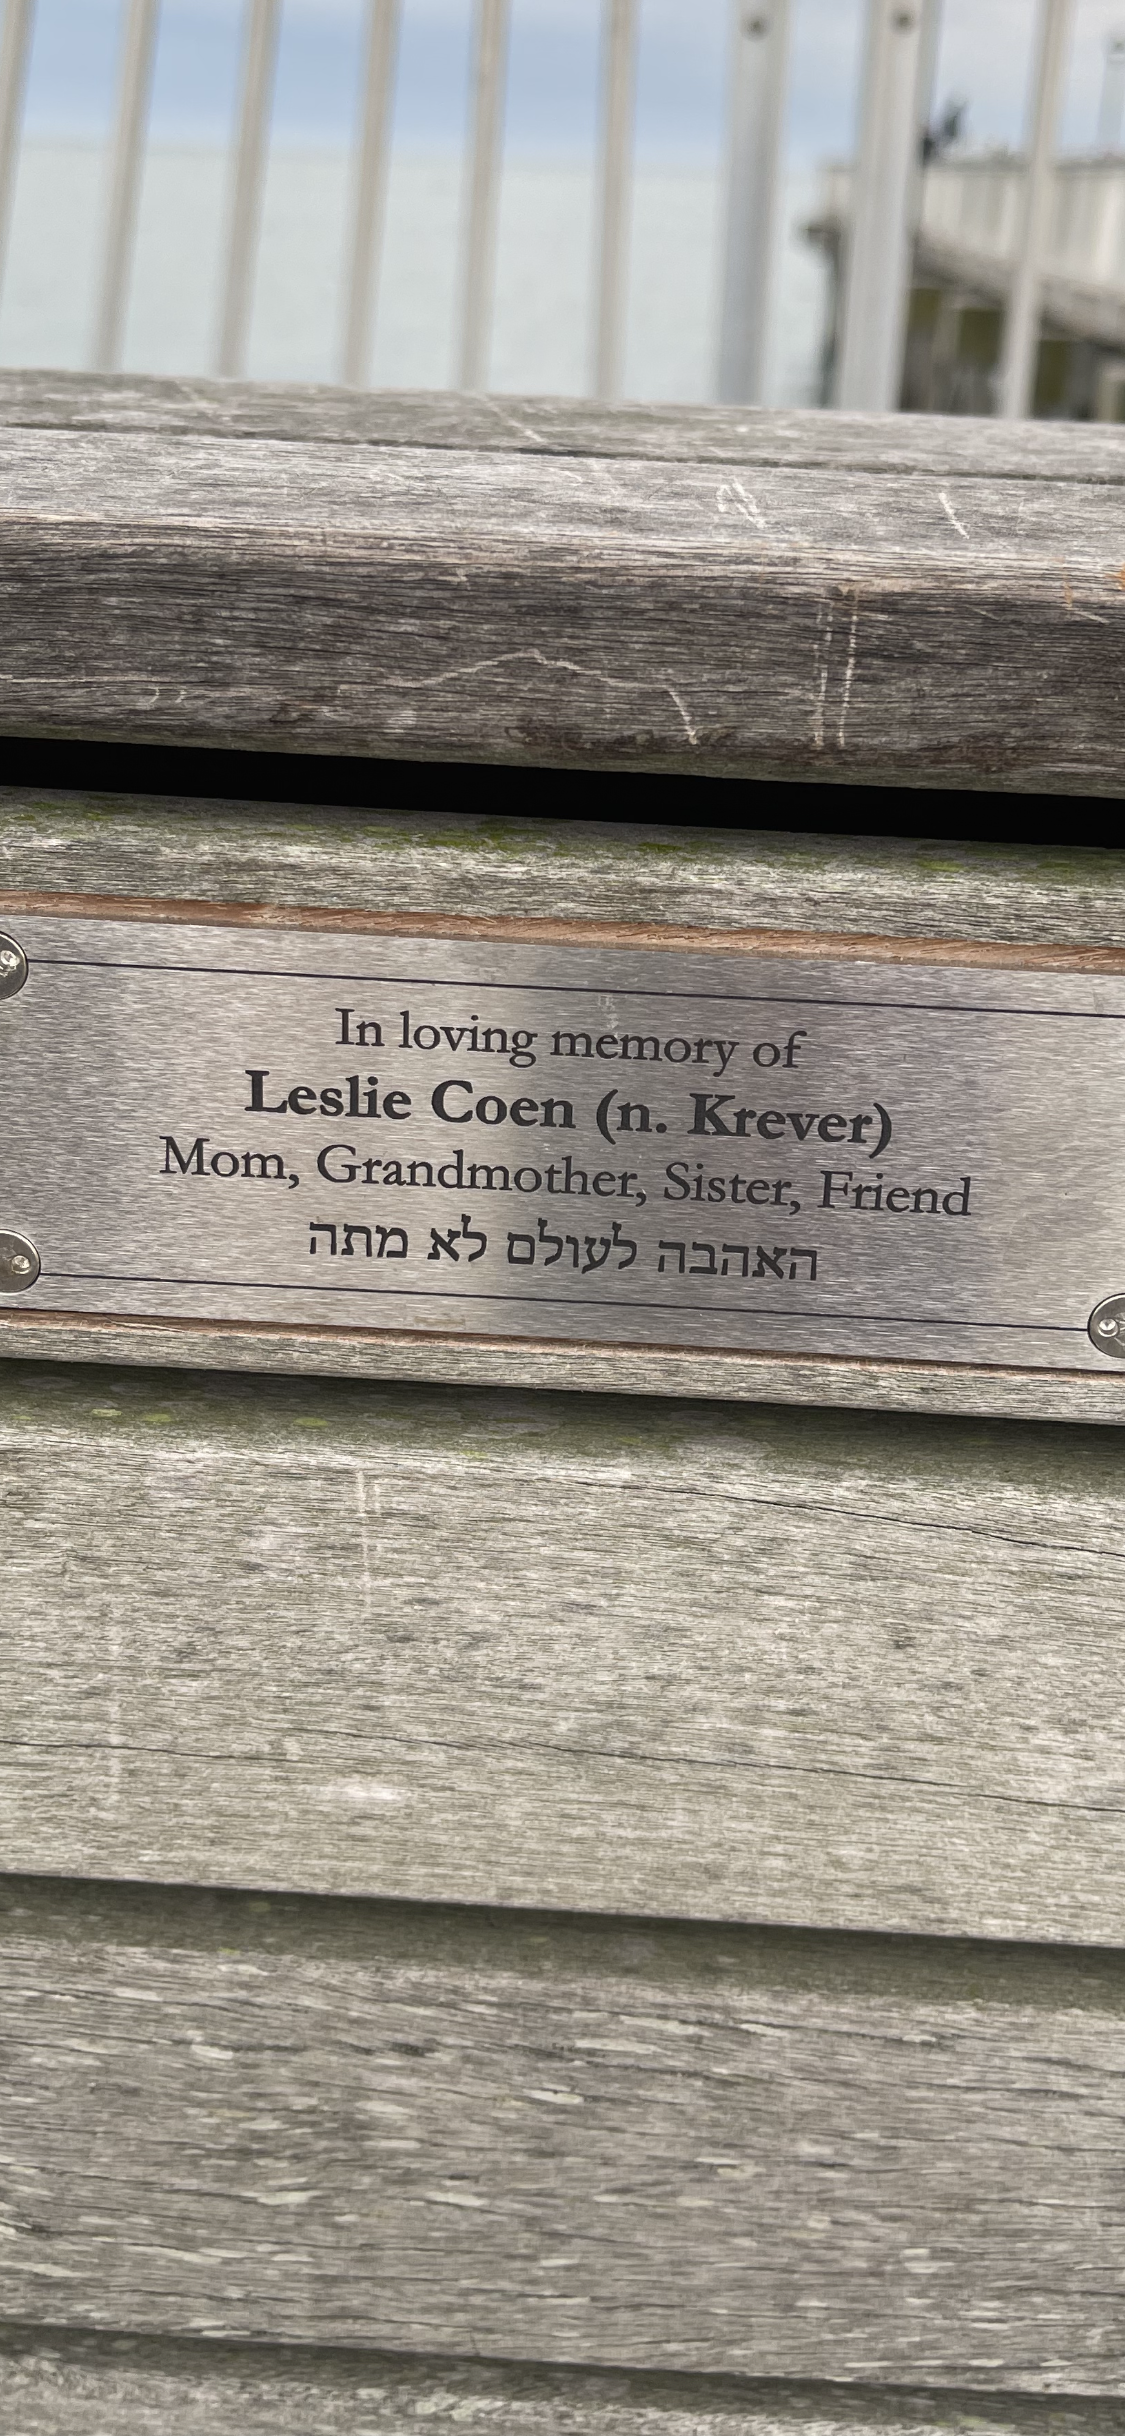 In loving memory of
Leslie Coen (n. Krever)
Mom, Grandmother, Sister, Friend
האהבה לעולם לא מתה